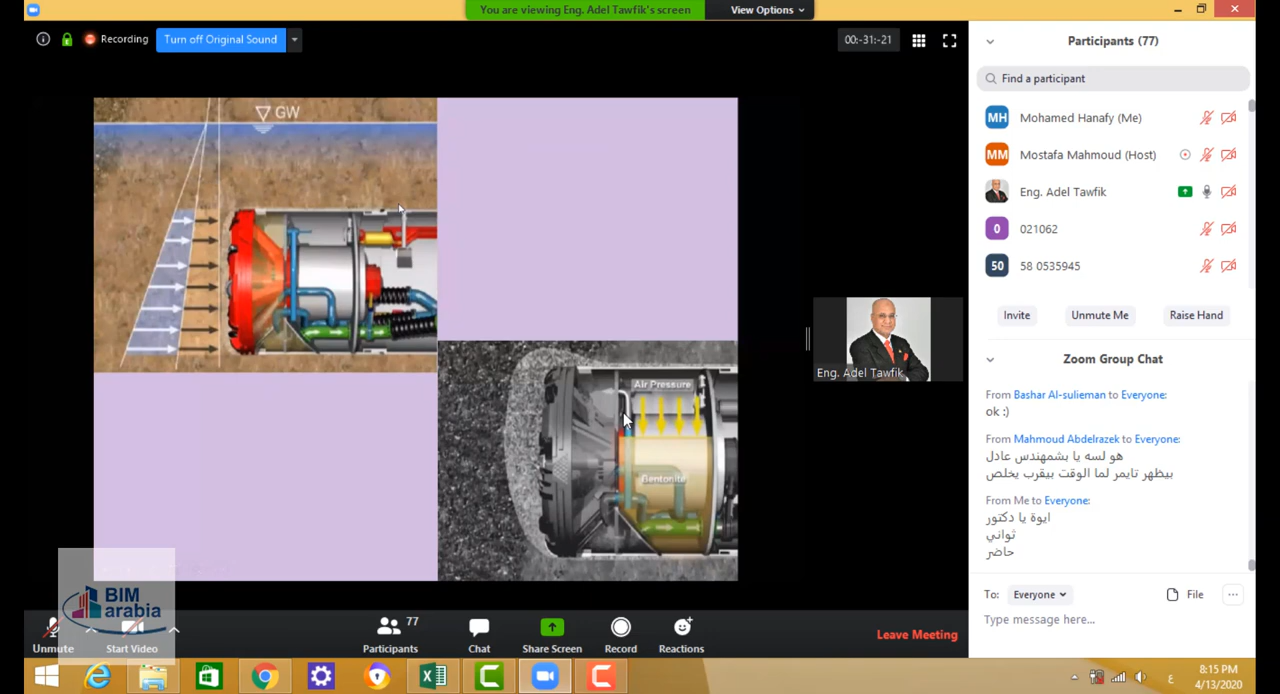 You are viewing Eng. Adel Tawfik's screen
View Options
Recording
Turn off Original Sound
00:-31:-21
Participants (77)
Find a participant
MH Mohamed Hanafy (Me)
MM Mostafa Mahmoud (Host)
Eng. Adel Tawfik
0 021062
50 58 0535945
Invite
Unmute Me
Raise Hand
GW
Air Pressure
Bentonite
Eng. Adel Tawfik
Zoom Group Chat
From Bashar Al-sulieman to Everyone:
ok :)
From Mahmoud Abdelrazek to Everyone:
هو لسه يا بشمهندس عادل
بيظهر تايمر لما الوقت بيقرب يخلص
From Me to Everyone:
ايوة يا دكتور
ثواني
حاضر
To: Everyone
File
Type message here...
BIM
arabia
Unmute
Start Video
77
Participants
Chat
Share Screen
Record
Reactions
Leave Meeting
ع
8:15 PM
4/13/2020